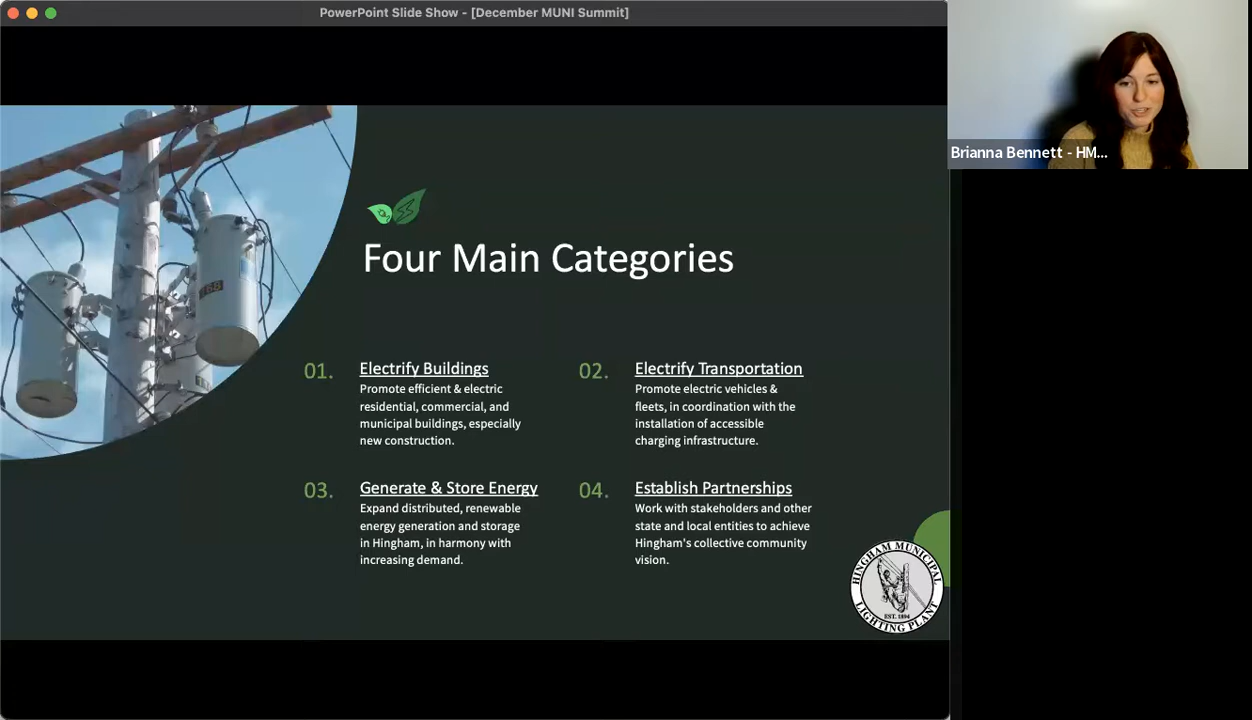 PowerPoint Slide Show - [December MUNI Summit]
Brianna Bennett - HM...
Four Main Categories
01.
Electrify Buildings
Promote efficient & electric
residential, commercial, and
municipal buildings, especially
new construction.
02.
Electrify Transportation
Promote electric vehicles &
fleets, in coordination with the
installation of accessible
charging infrastructure.
03.
Generate & Store Energy
Expand distributed, renewable
energy generation and storage
in Hingham, in harmony with
increasing demand.
04.
Establish Partnerships
Work with stakeholders and other
state and local entities to achieve
Hingham's collective community
vision.
HINGHAM MUNICIPAL
LIGHTING PLANT
EST. 1894